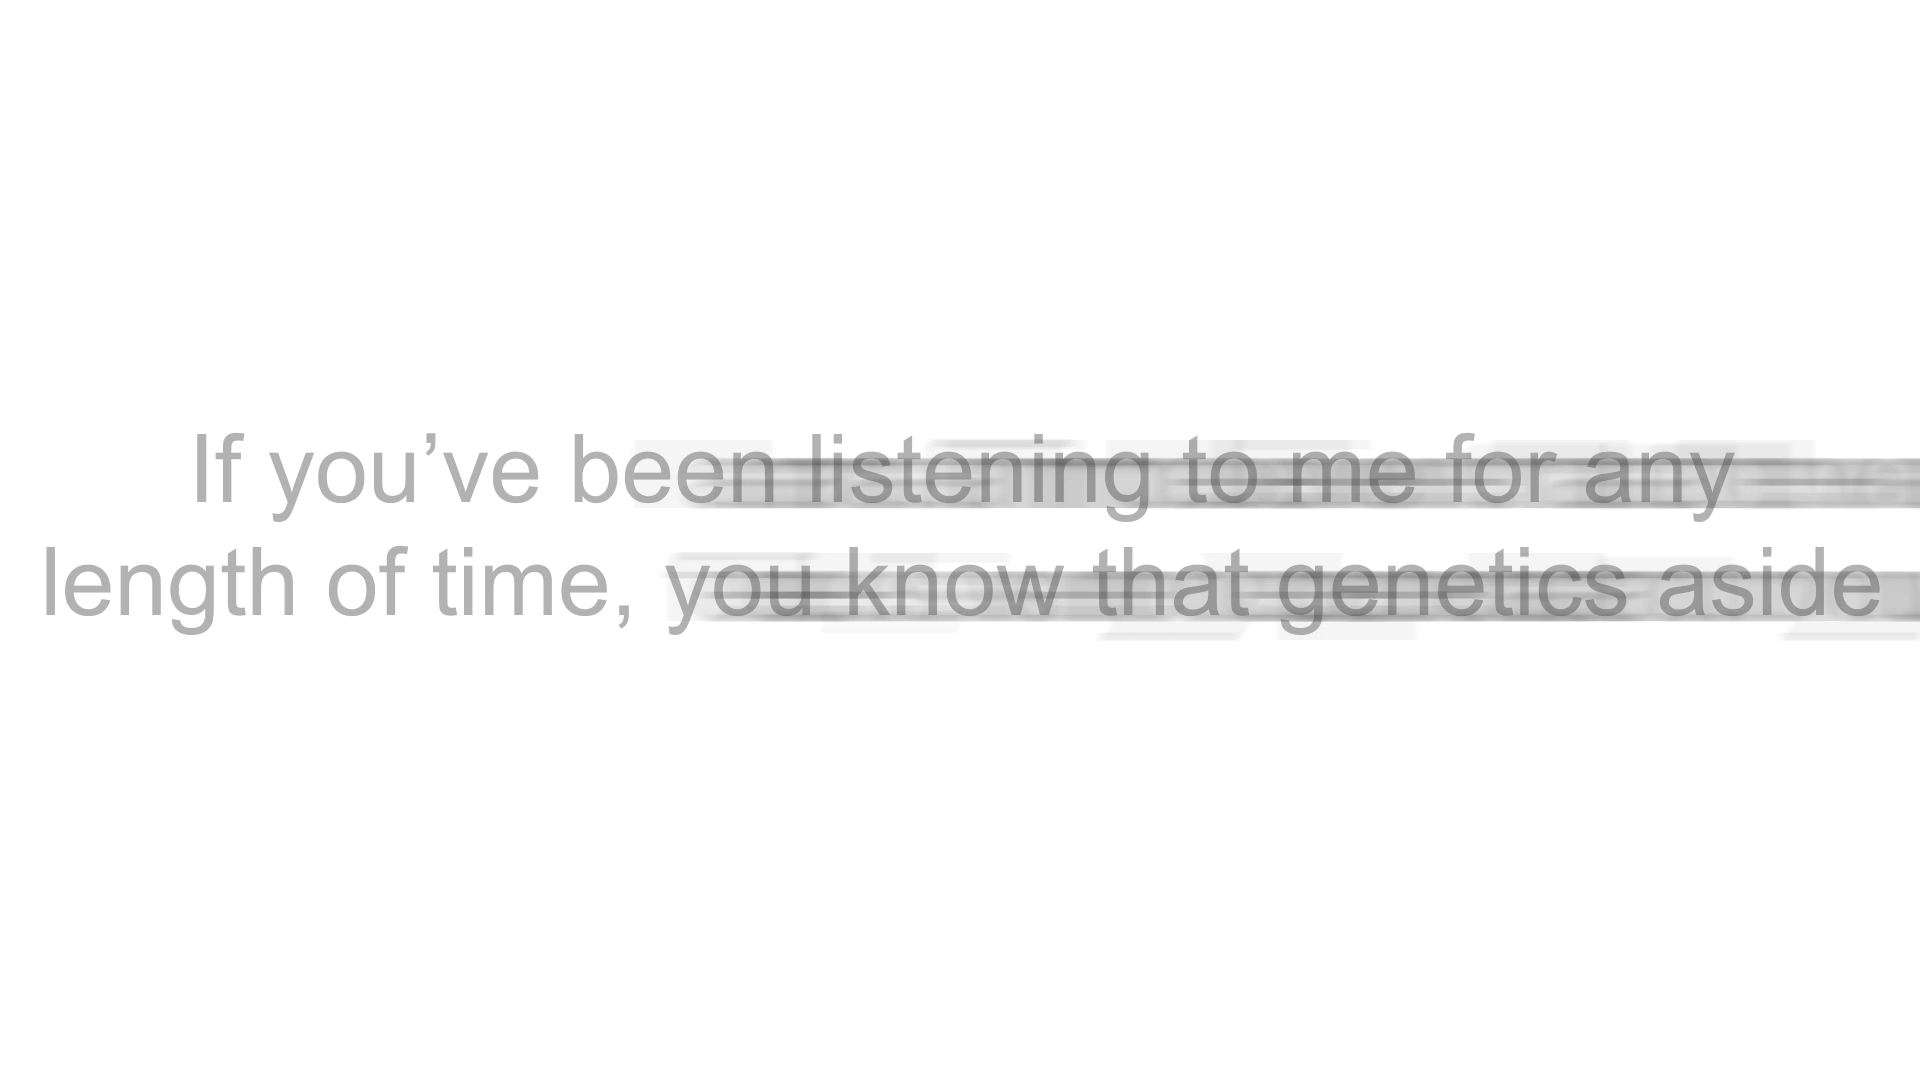 If you’ve been listening to me for any
length of time, you know that genetics aside